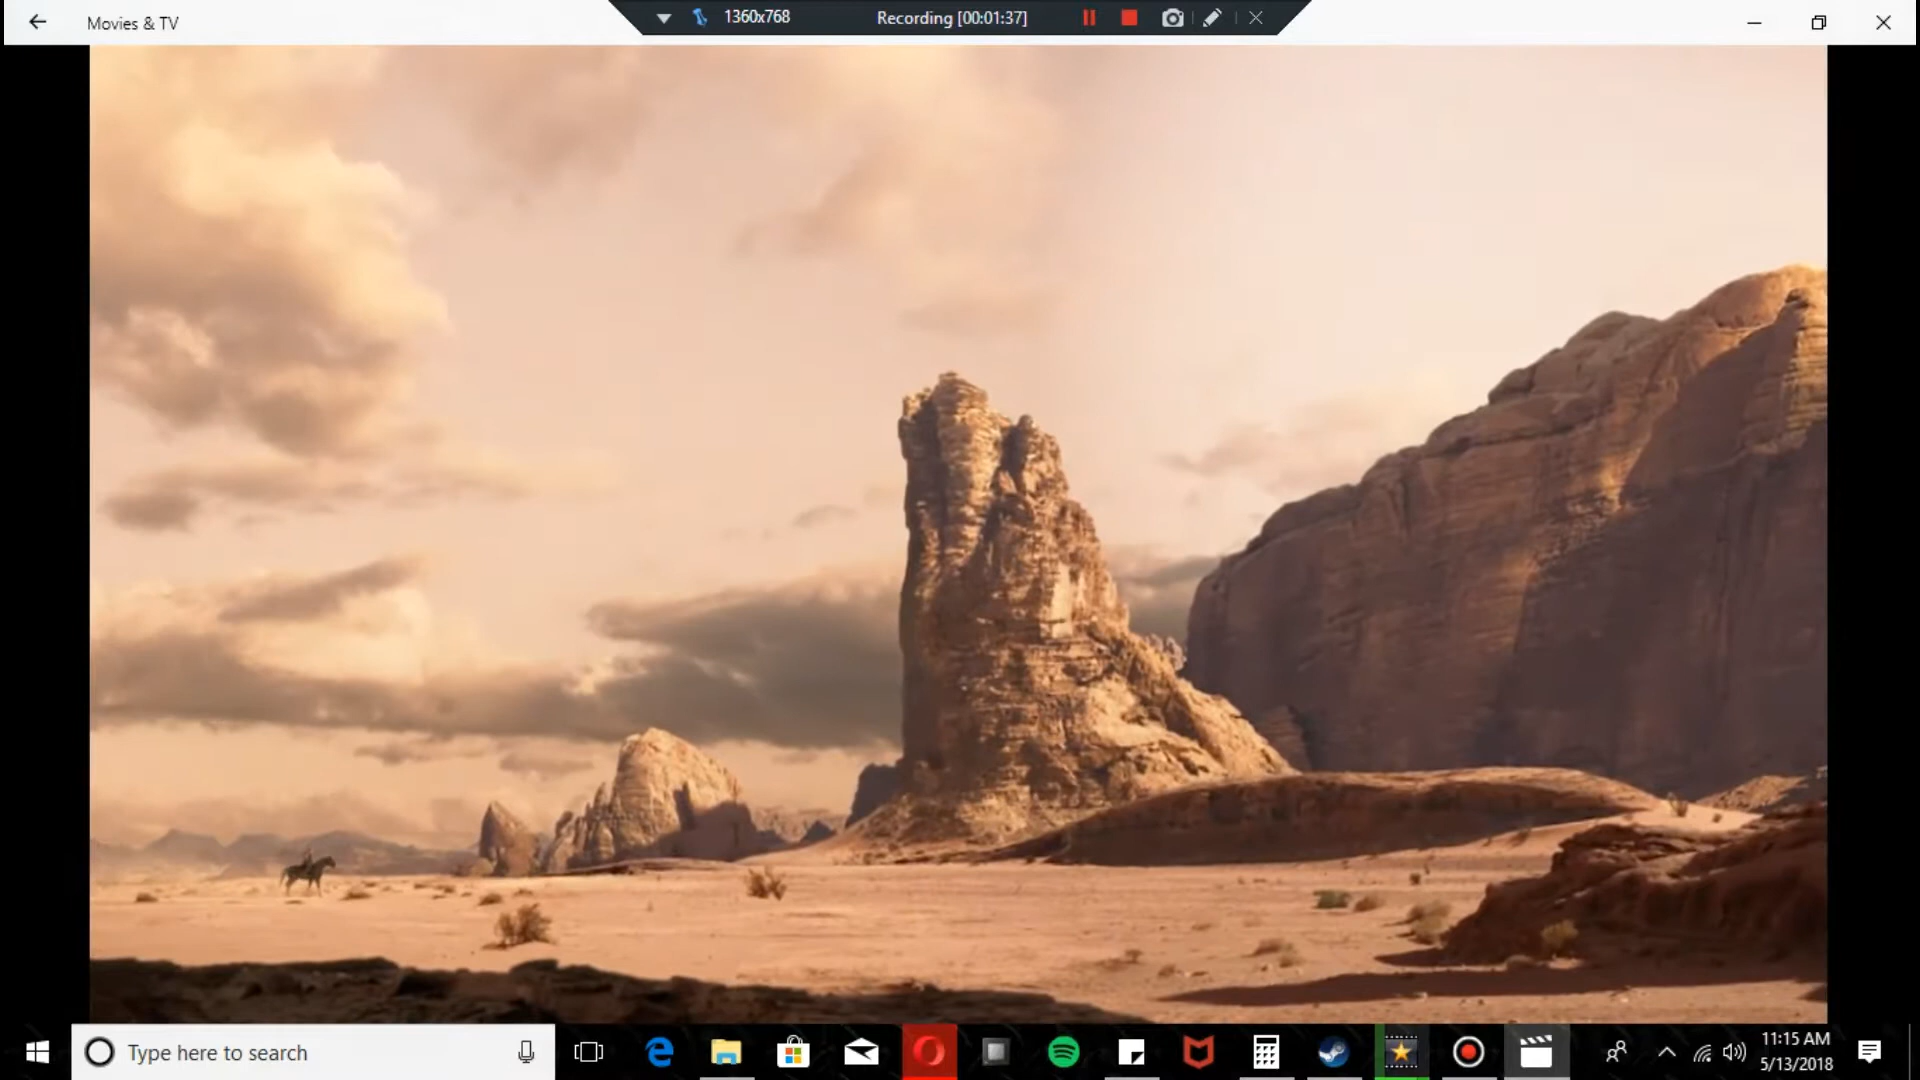 Movies & TV
1360x768
Recording [00:01:37]
Type here to search
11:15 AM
5/13/2018